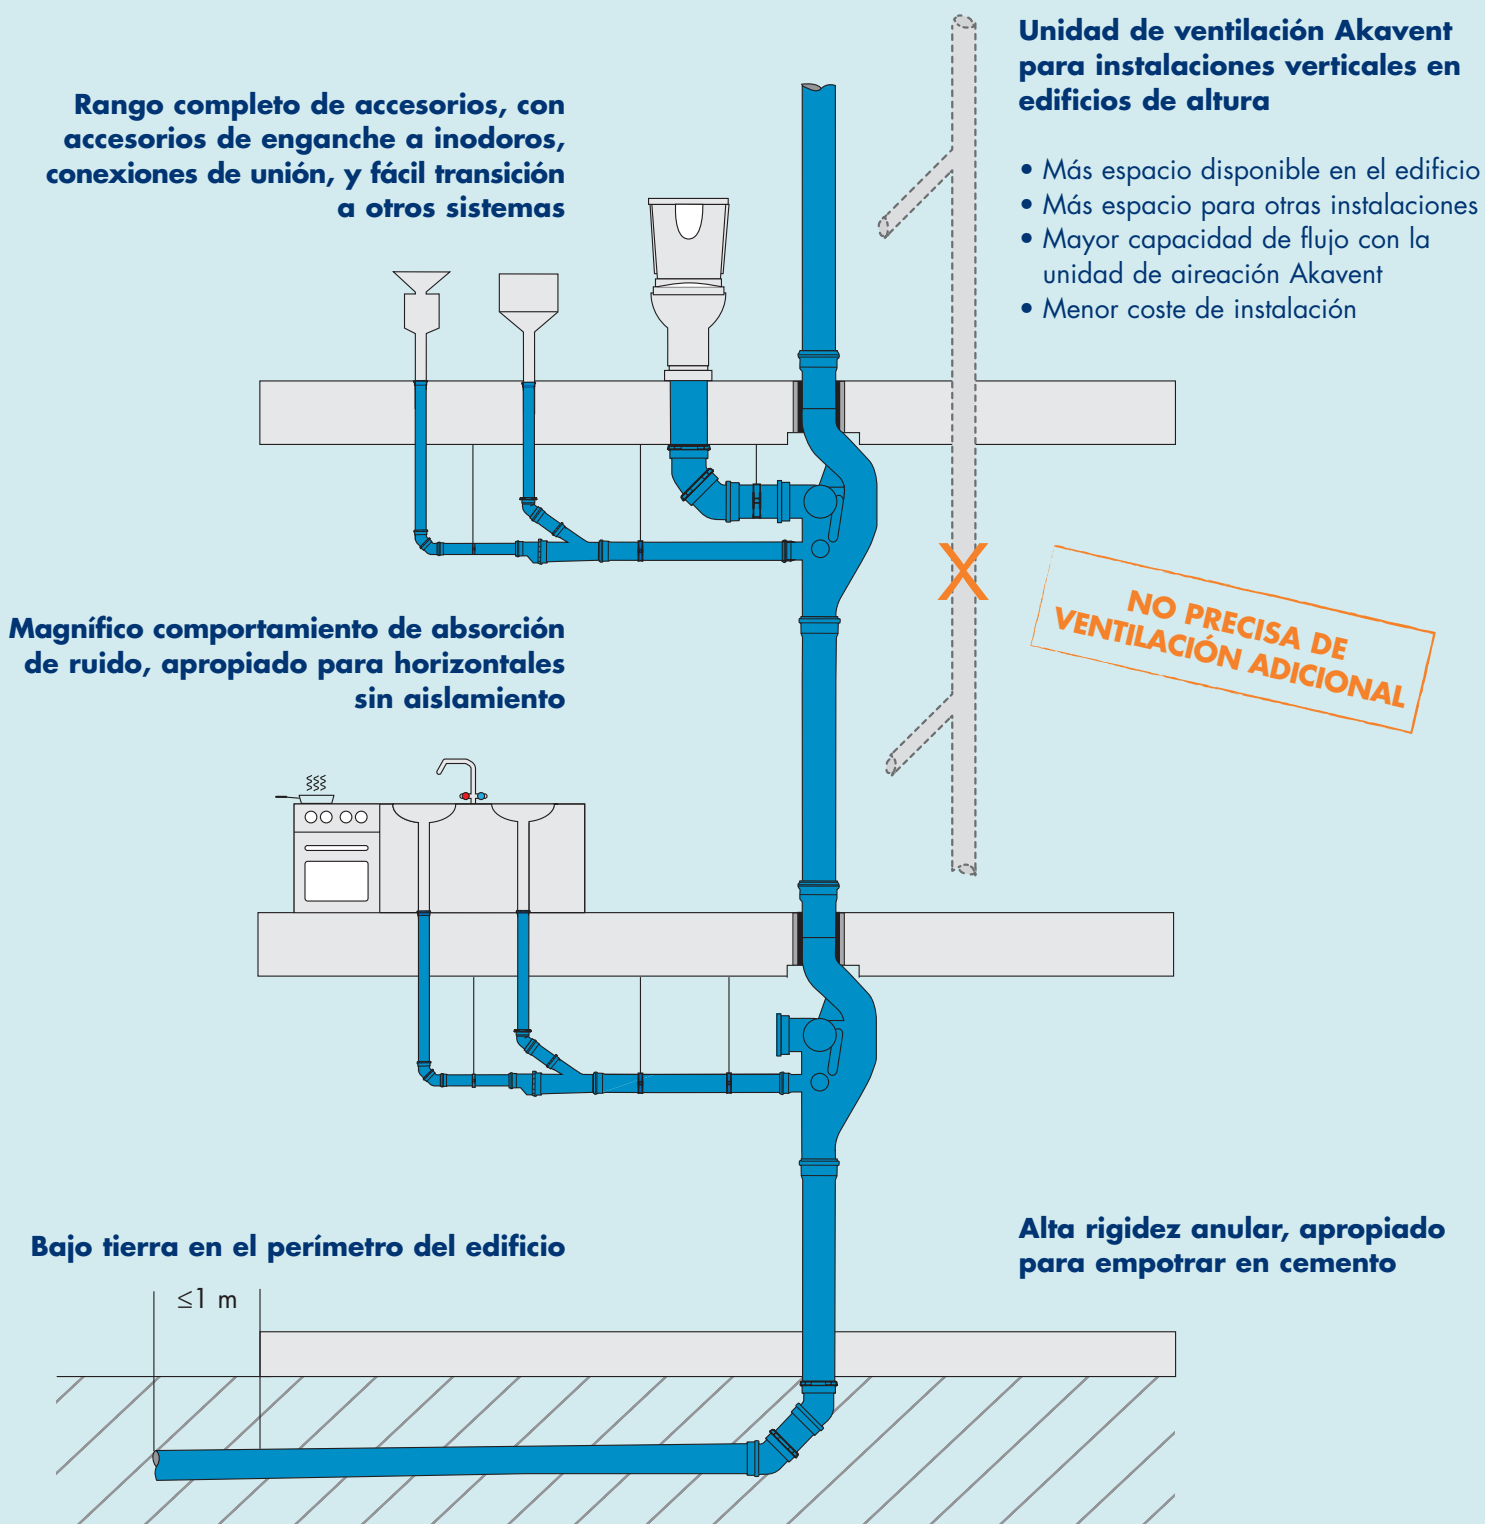 Unidad de ventilación Akavent
para instalaciones verticales en
edificios de altura
• Más espacio disponible en el edificio
• Más espacio para otras instalaciones
• Mayor capacidad de flujo con la
unidad de aireación Akavent
• Menor coste de instalación
Rango completo de accesorios, con
accesorios de enganche a inodoros,
conexiones de unión, y fácil transición
a otros sistemas
X
NO PRECISA DE
VENTILACIÓN ADICIONAL
Magnífico comportamiento de absorción
de ruido, apropiado para horizontales
sin aislamiento
Bajo tierra en el perímetro del edificio
≤1 m
Alta rigidez anular, apropiado
para empotrar en cemento